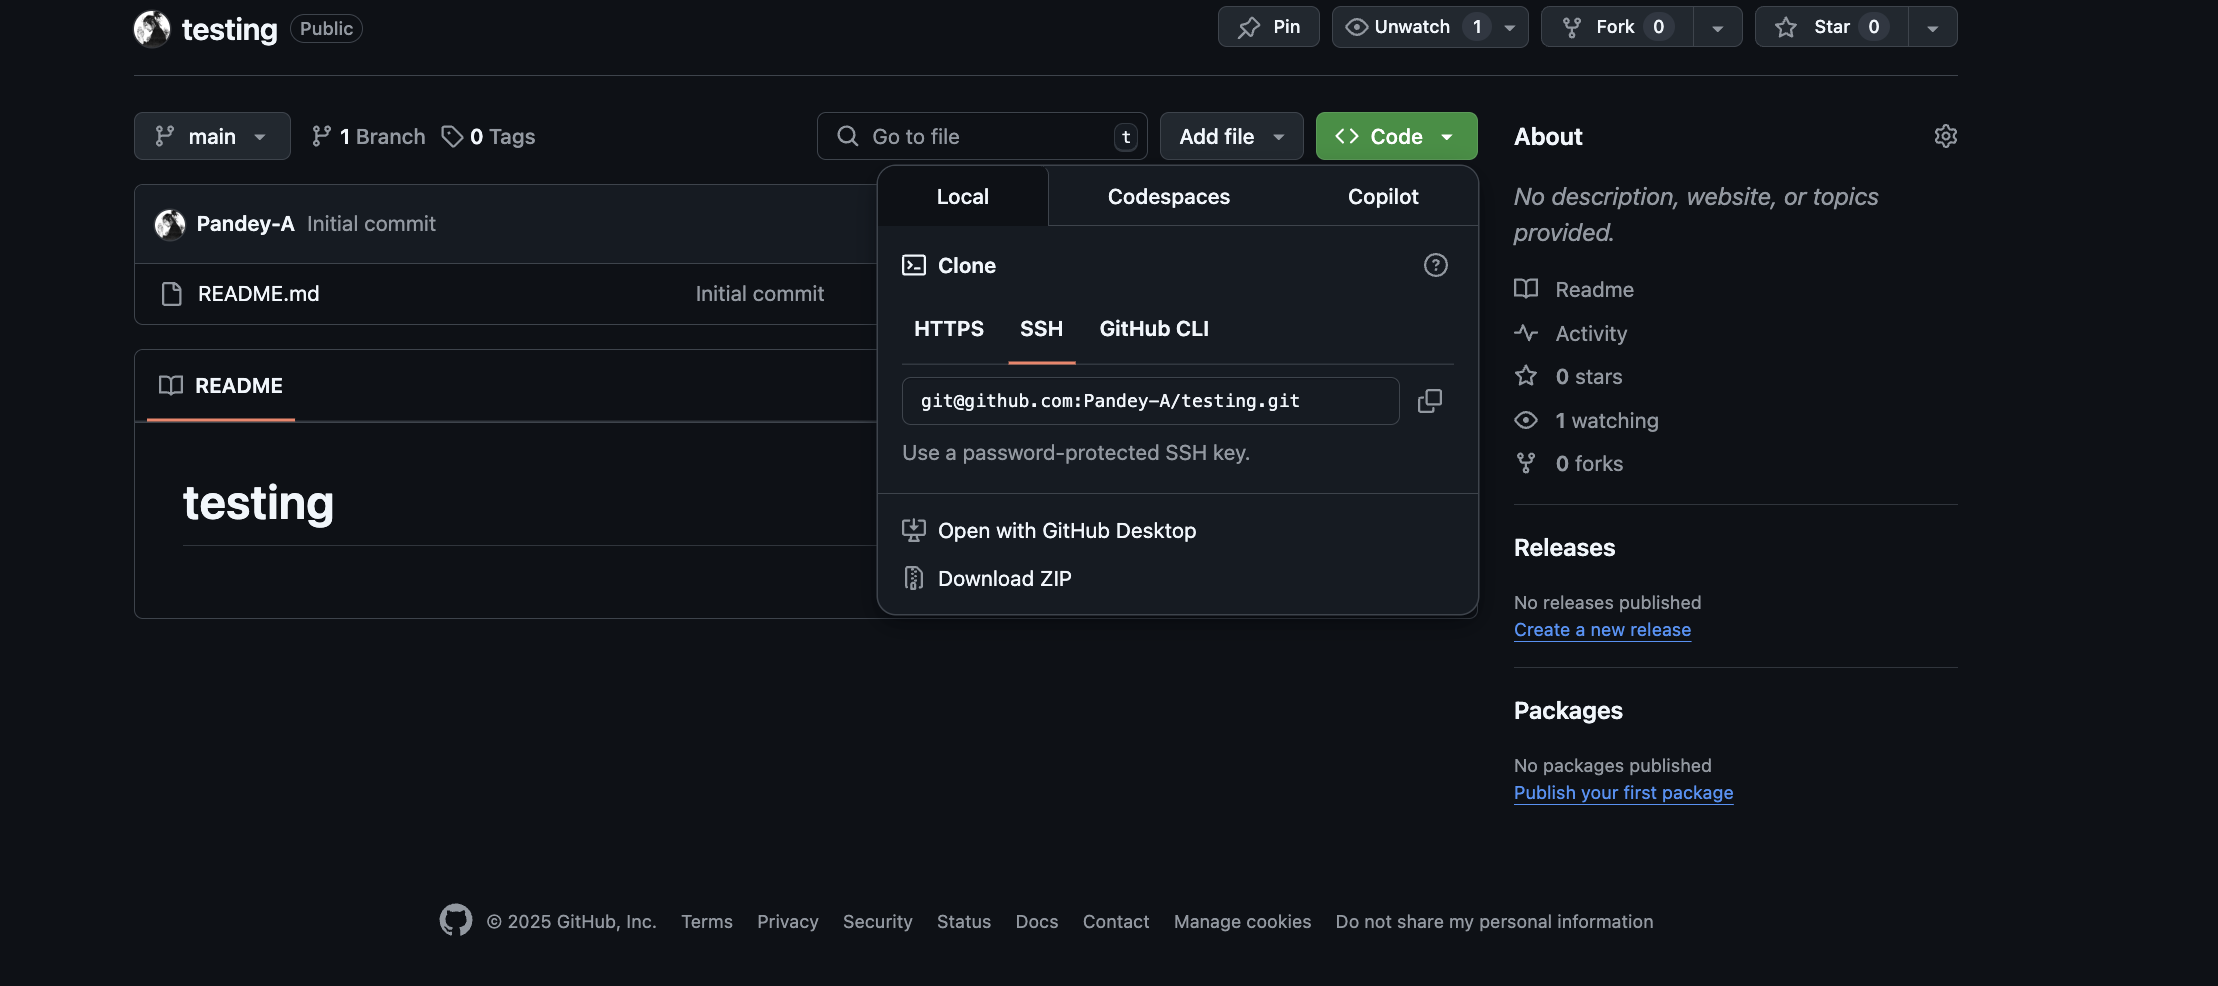 testing Public
Pin
Unwatch 1
Fork 0
Star 0
main
1 Branch
0 Tags
Go to file t
Add file
<> Code
Local
Codespaces
Copilot
Clone
HTTPS
SSH
GitHub CLI
git@github.com:Pandey-A/testing.git
Use a password-protected SSH key.
Open with GitHub Desktop
Download ZIP
Pandey-A Initial commit
README.md Initial commit
README
testing
About
No description, website, or topics
provided.
Readme
Activity
0 stars
1 watching
0 forks
Releases
No releases published
Create a new release
Packages
No packages published
Publish your first package
© 2025 GitHub, Inc. Terms Privacy Security Status Docs Contact Manage cookies Do not share my personal information